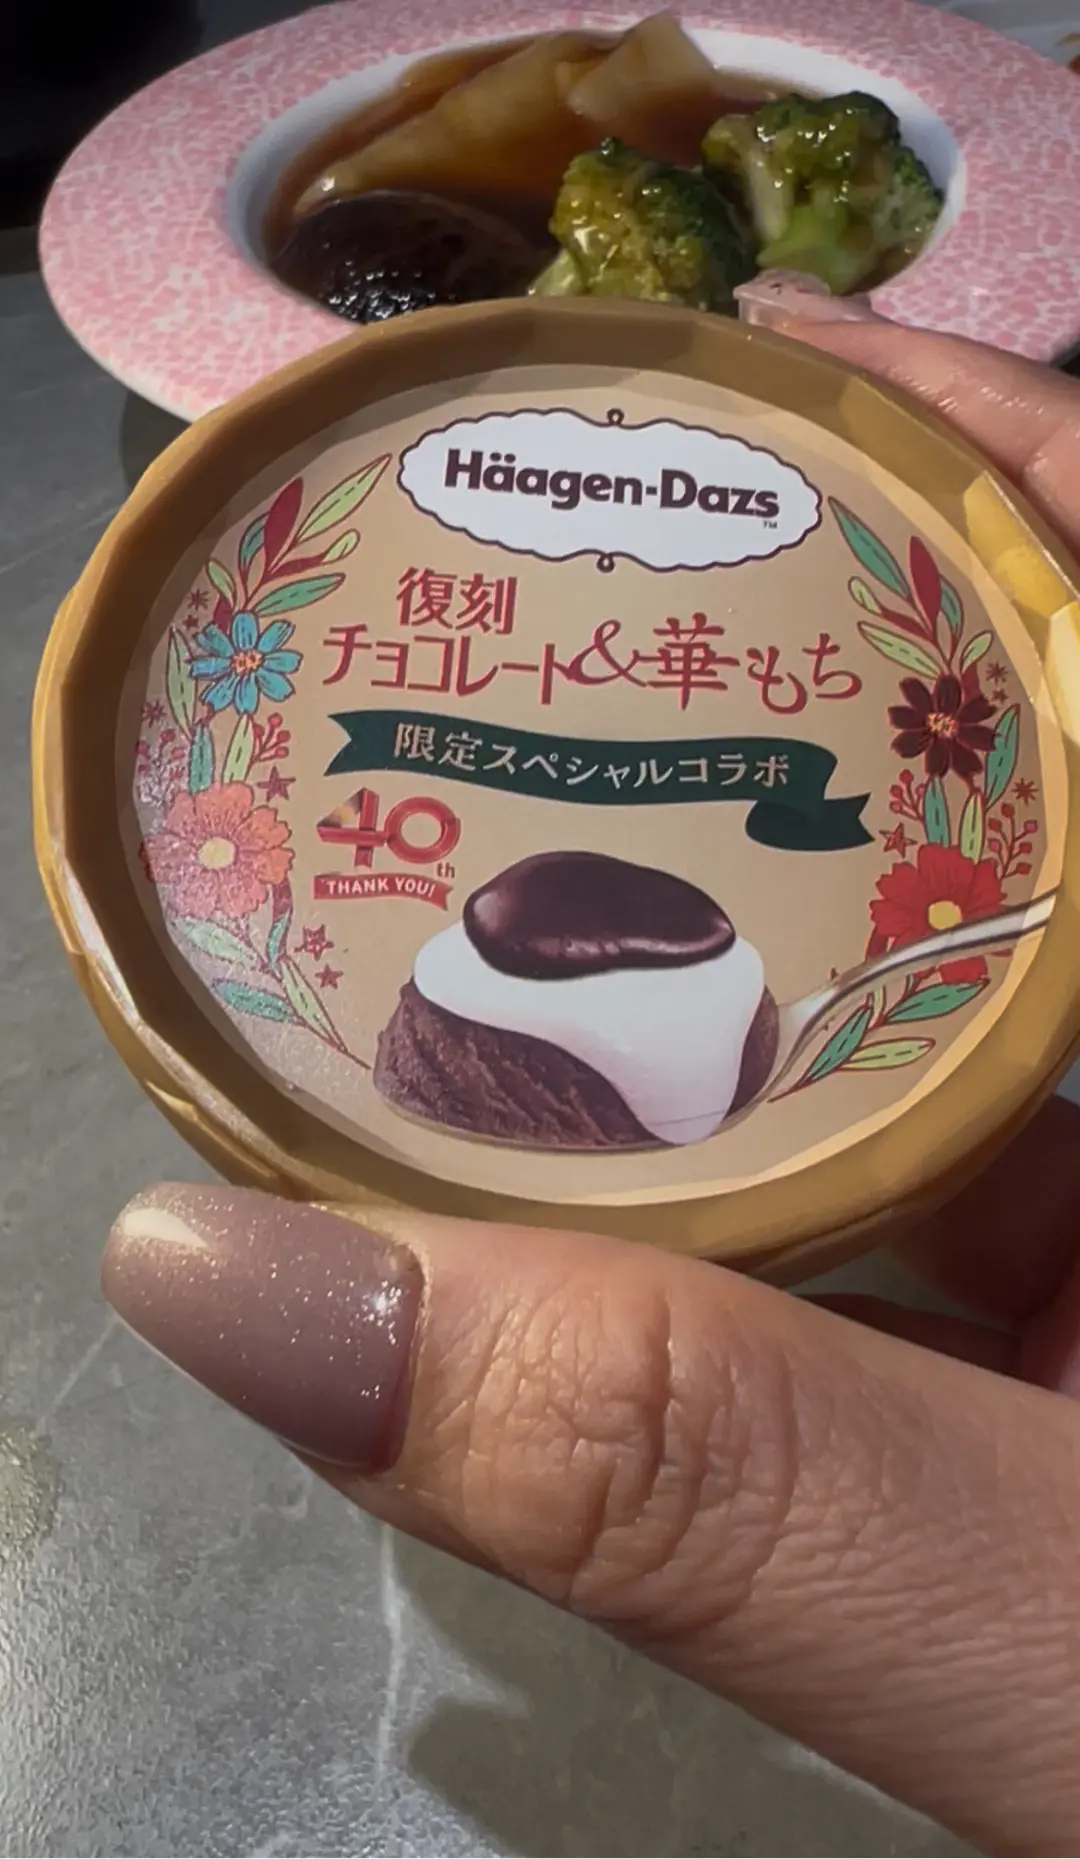 Häagen-Dazs
TM
復刻
チョコレート&華もち
限定スペシャルコラボ
40th
THANK YOU!